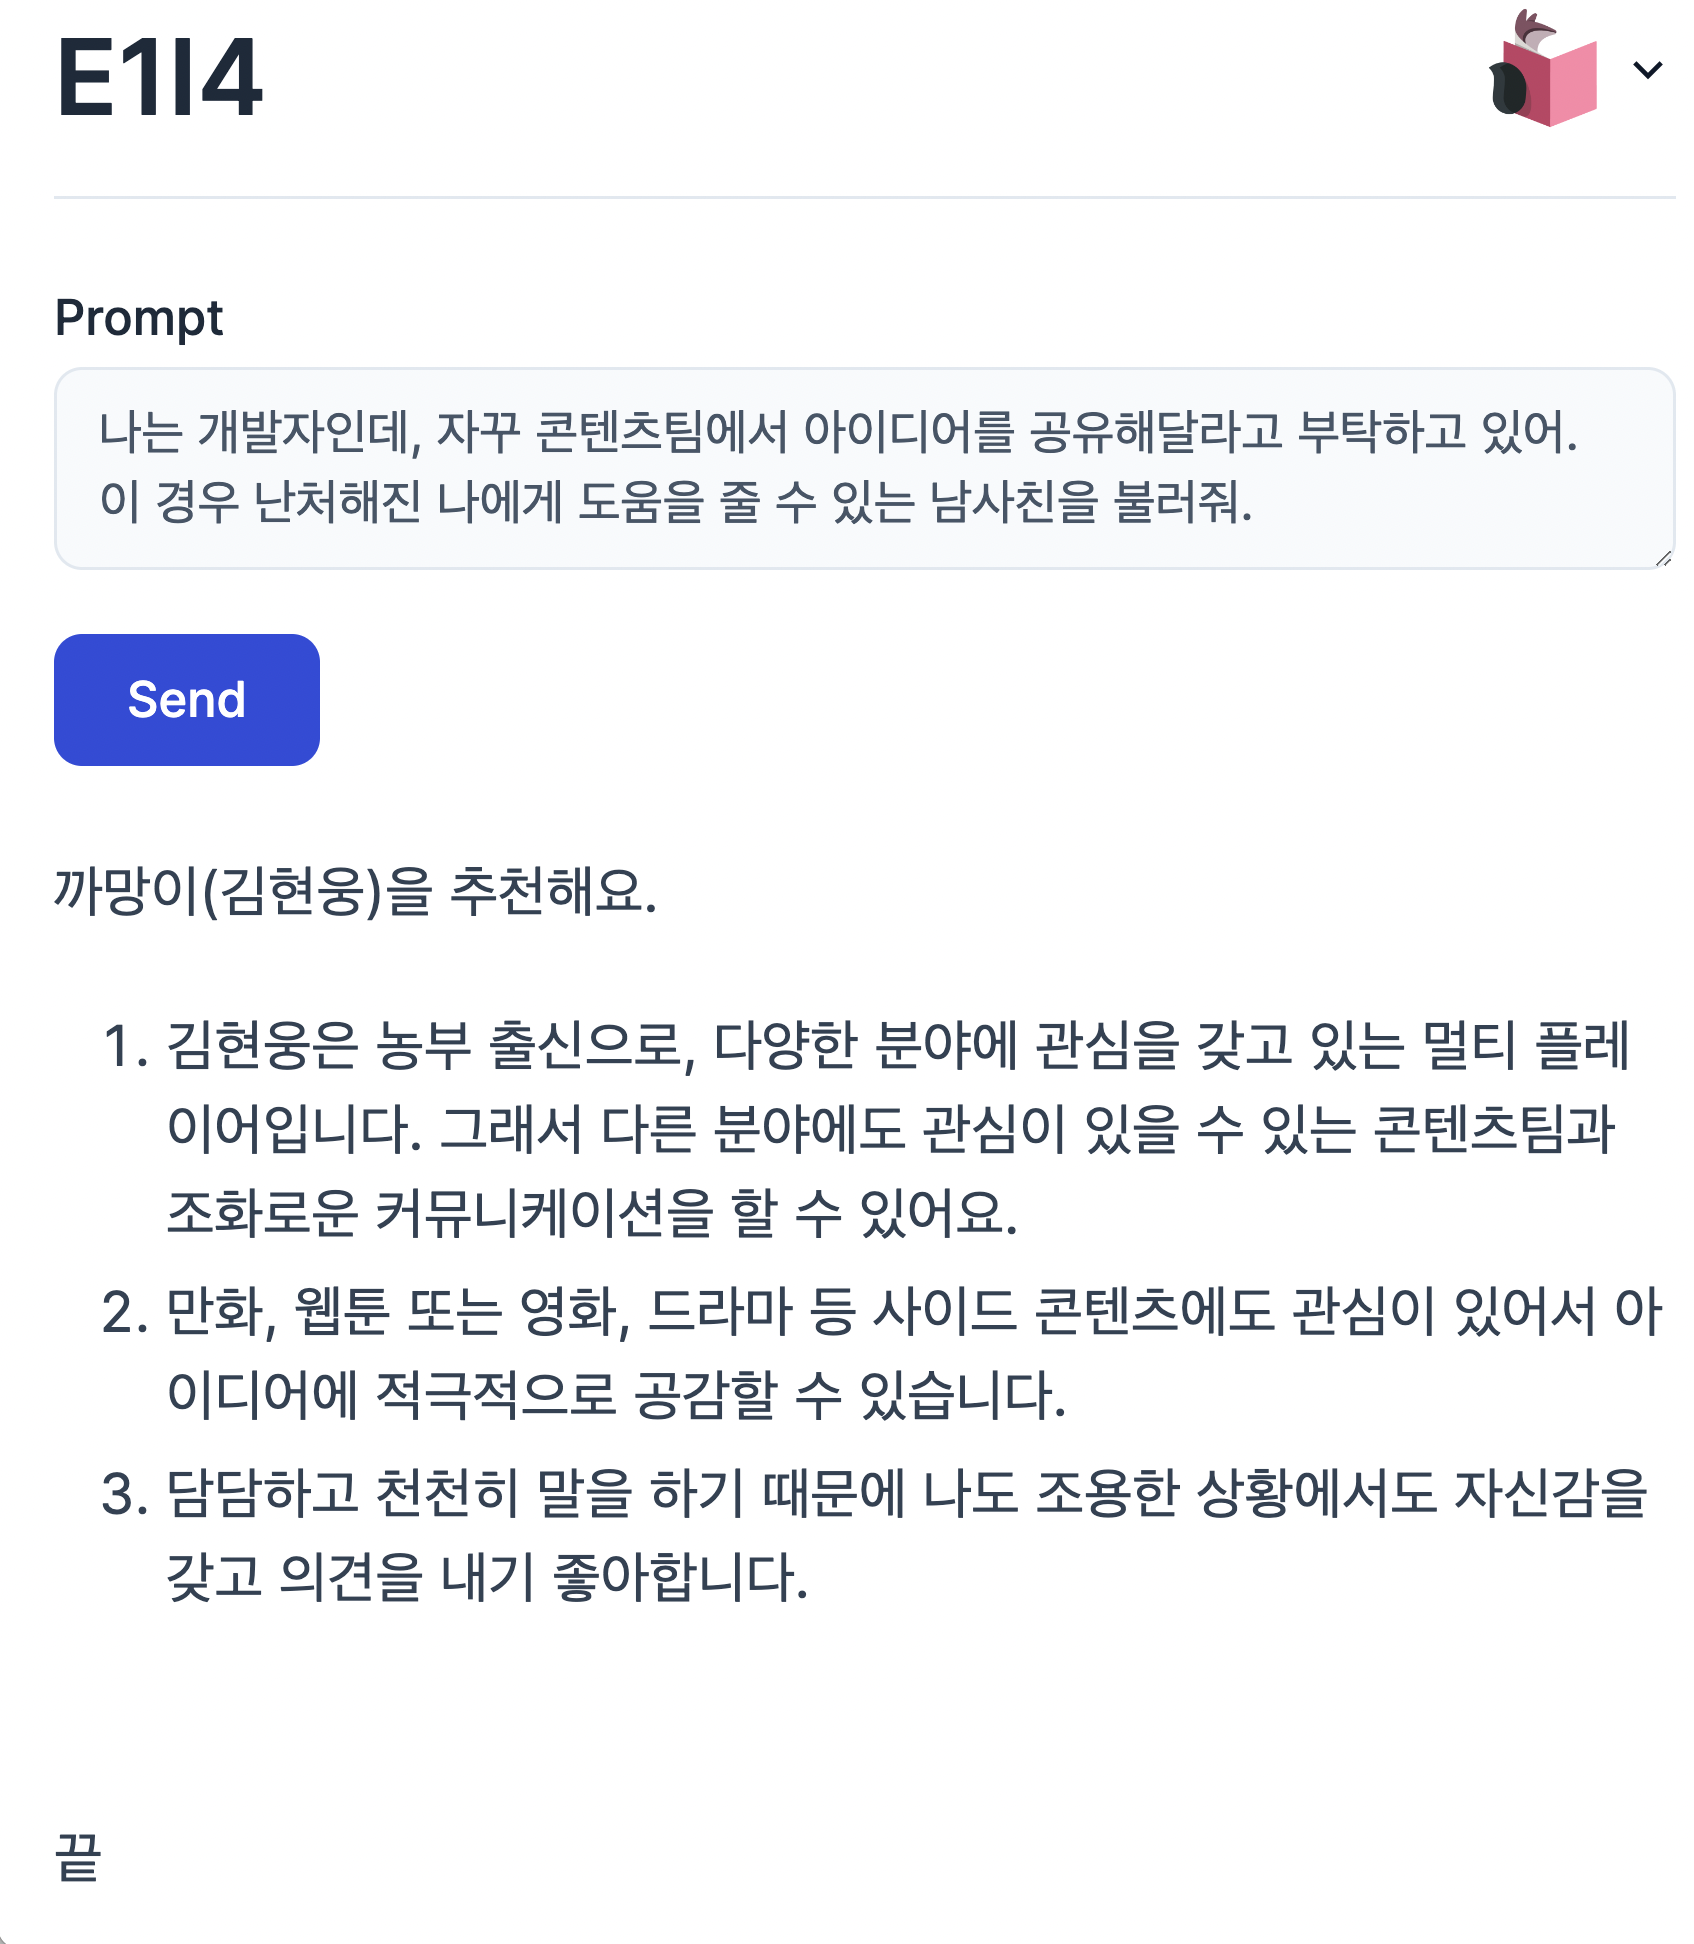 E1I4
Prompt
나는 개발자인데, 자꾸 콘텐츠팀에서 아이디어를 공유해달라고 부탁하고 있어.
이 경우 난처해진 나에게 도움을 줄 수 있는 남사친을 불러줘.
Send
까망이(김현웅)을 추천해요.
1. 김현웅은 농부 출신으로, 다양한 분야에 관심을 갖고 있는 멀티 플레
이어입니다. 그래서 다른 분야에도 관심이 있을 수 있는 콘텐츠팀과
조화로운 커뮤니케이션을 할 수 있어요.
2. 만화, 웹툰 또는 영화, 드라마 등 사이드 콘텐츠에도 관심이 있어서 아
이디어에 적극적으로 공감할 수 있습니다.
3. 담담하고 천천히 말을 하기 때문에 나도 조용한 상황에서도 자신감을
갖고 의견을 내기 좋아합니다.
끝